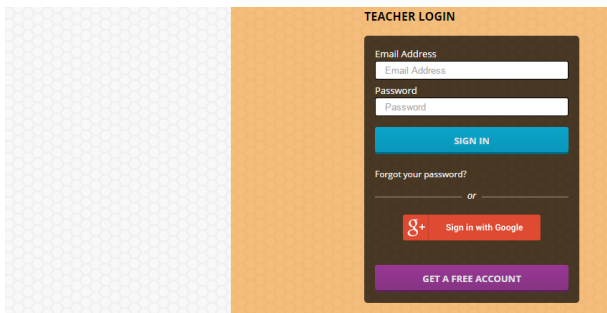 TEACHER LOGIN
Email Address
Email Address
Password
Password
SIGN IN
Forgot your password?
or
g+ Sign in with Google
GET A FREE ACCOUNT